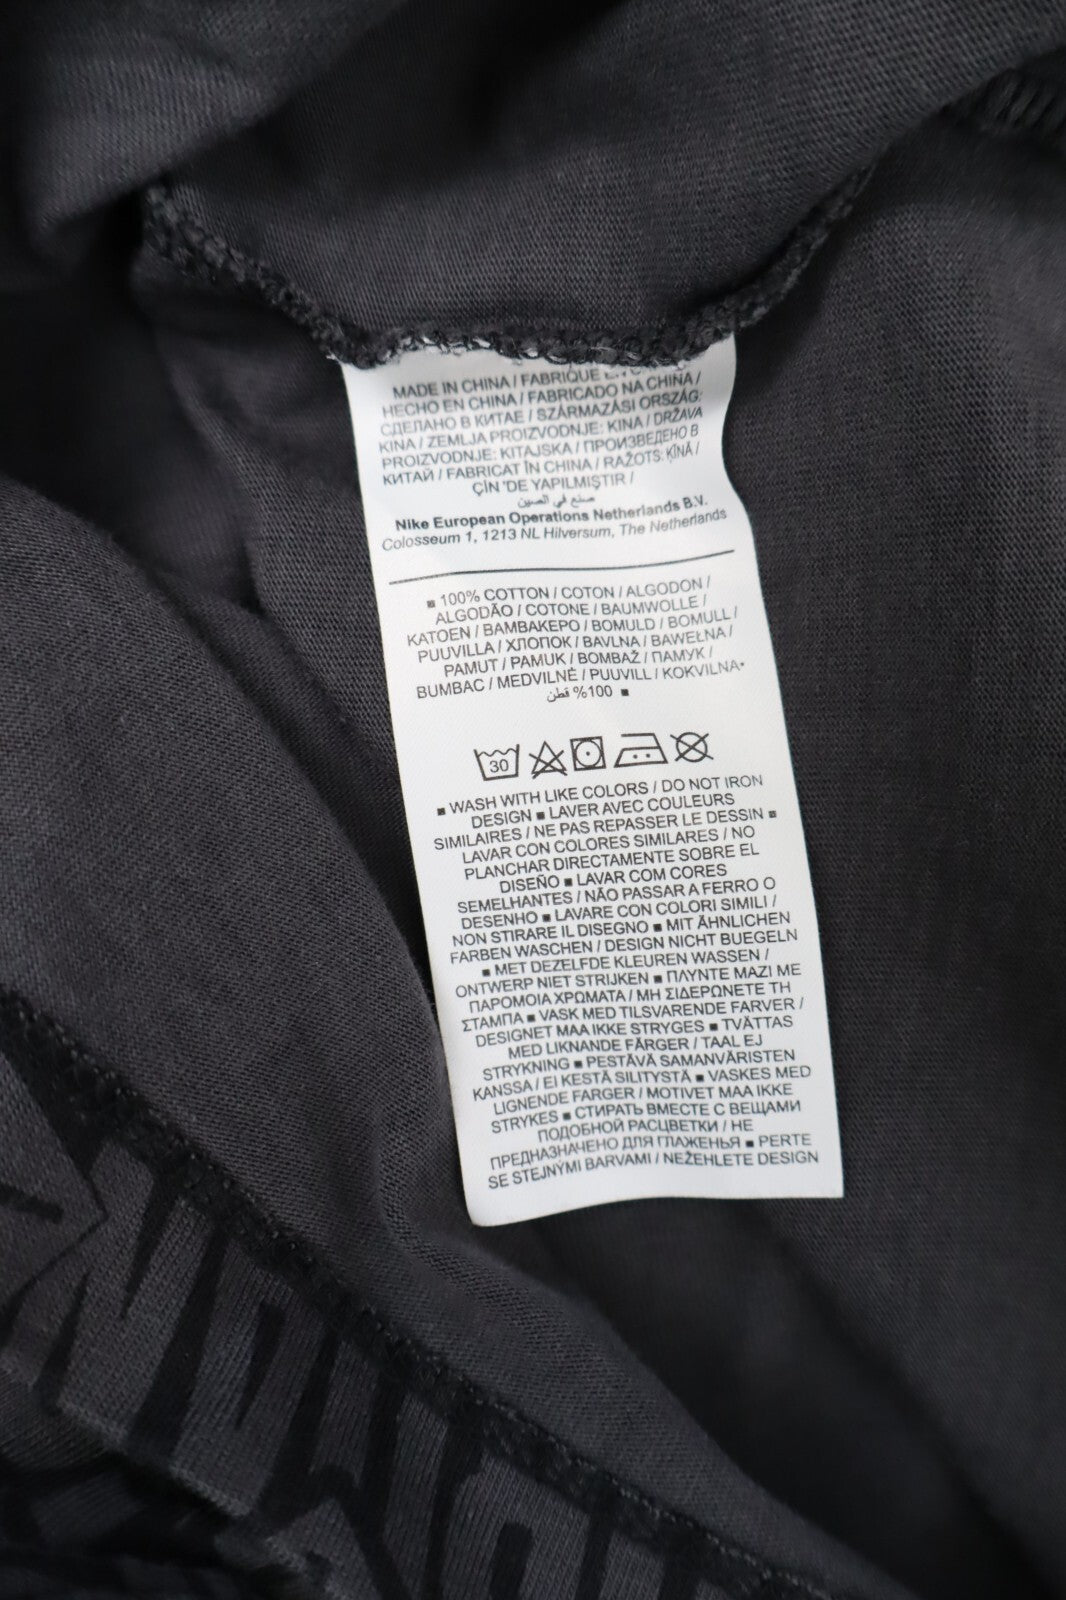 MADE IN CHINA / FABRIQUÉ EN
HECHO EN CHINA / FABRICADO NA CHINA /
СДЕЛАНО В КИТАЕ / SZÁRMAZÁSI ORSZÁG:
KINA / ZEMLJA PROIZVODNJE: KINA / DRŽAVA
PROIZVODNJE: KITAJSKA / ПРОИЗВЕДЕНО В
КИТАЙ / FABRICAT ÎN CHINA / RAŽOTS: ĶĪNĀ /
ÇİN 'DE YAPILMIŞTIR /
صنع في الصين
Nike European Operations Netherlands B.V.
Colosseum 1, 1213 NL Hilversum, The Netherlands
▪ 100% COTTON / COTON / ALGODON /
ALGODÃO / COTONE / BAUMWOLLE /
KATOEN / ΒΑΜΒΑΚΕΡΟ / BOMULD / BOMULL /
PUUVILLA / ХЛОПОК / BAVLNA / BAWEŁNA /
PAMUT / PAMUK / BOMBAŽ / ПАМУК /
BUMBAC / MEDVILNĖ / PUUVILL / KOKVILNA•
100% قطن ▪
30
▪ WASH WITH LIKE COLORS / DO NOT IRON
DESIGN ▪ LAVER AVEC COULEURS
SIMILAIRES / NE PAS REPASSER LE DESSIN ▪
LAVAR CON COLORES SIMILARES / NO
PLANCHAR DIRECTAMENTE SOBRE EL
DISEÑO ▪ LAVAR COM CORES
SEMELHANTES / NÃO PASSAR A FERRO O
DESENHO ▪ LAVARE CON COLORI SIMILI /
NON STIRARE IL DISEGNO ▪ MIT ÄHNLICHEN
FARBEN WASCHEN / DESIGN NICHT BUEGELN
▪ MET DEZELFDE KLEUREN WASSEN /
ONTWERP NIET STRIJKEN ▪ ΠΛΥΝΤΕ ΜΑΖΙ ΜΕ
ΠΑΡΟΜΟΙΑ ΧΡΩΜΑΤΑ / ΜΗ ΣΙΔΕΡΩΝΕΤΕ ΤΗ
ΣΤΑΜΠΑ ▪ VASK MED TILSVARENDE FARVER /
DESIGNET MAA IKKE STRYGES ▪ TVÄTTAS
MED LIKNANDE FÄRGER / TAAL EJ
STRYKNING ▪ PESTÄVÄ SAMANVÄRISTEN
KANSSA / EI KESTÄ SILITYSTÄ ▪ VASKES MED
LIGNENDE FARGER / MOTIVET MAA IKKE
STRYKES ▪ СТИРАТЬ ВМЕСТЕ С ВЕЩАМИ
ПОДОБНОЙ РАСЦВЕТКИ / НЕ
ПРЕДНАЗНАЧЕНО ДЛЯ ГЛАЖЕНЬЯ ▪ PERTE
SE STEJNÝMI BARVAMI / NEŽEHLETE DESIGN